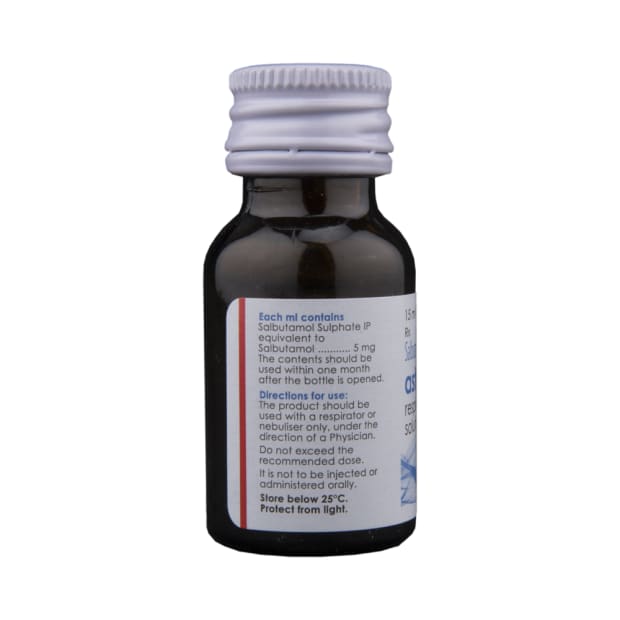 Each ml contains
Salbutamol Sulphate IP
equivalent to
Salbutamol ........... 5 mg
The contents should be
used within one month
after the bottle is opened.
Directions for use:
The product should be
used with a respirator or
nebuliser only, under the
direction of a Physician.
Do not exceed the
recommended dose.
It is not to be injected or
administered orally.
Store below 25°C.
Protect from light.
15 m
Rx